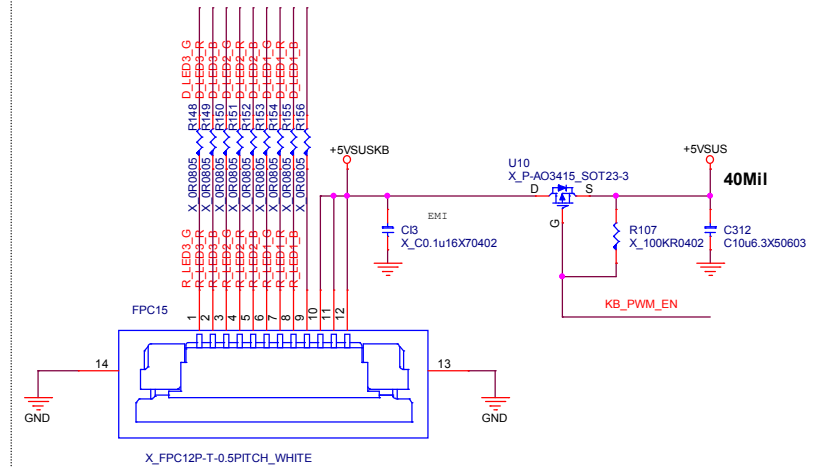 D_LED3_G
D_LED3_R
D_LED3_B
D_LED2_G
D_LED2_R
D_LED2_B
D_LED1_G
D_LED1_R
D_LED1_B
R148
R149
R150
R151
R152
R153
R154
R155
R156
X_0R0805
X_0R0805
X_0R0805
X_0R0805
X_0R0805
X_0R0805
X_0R0805
X_0R0805
X_0R0805
R_LED3_G
R_LED3_R
R_LED3_B
R_LED2_G
R_LED2_R
R_LED2_B
R_LED1_G
R_LED1_R
R_LED1_B
+5VSUSKB
EMI
CI3
X_C0.1u16X70402
U10
X_P-AO3415_SOT23-3
D
S
G
+5VSUS
40Mil
R107
X_100KR0402
C312
C10u6.3X50603
KB_PWM_EN
FPC15
1
2
3
4
5
6
7
8
9
10
11
12
14
13
GND
GND
X_FPC12P-T-0.5PITCH_WHITE